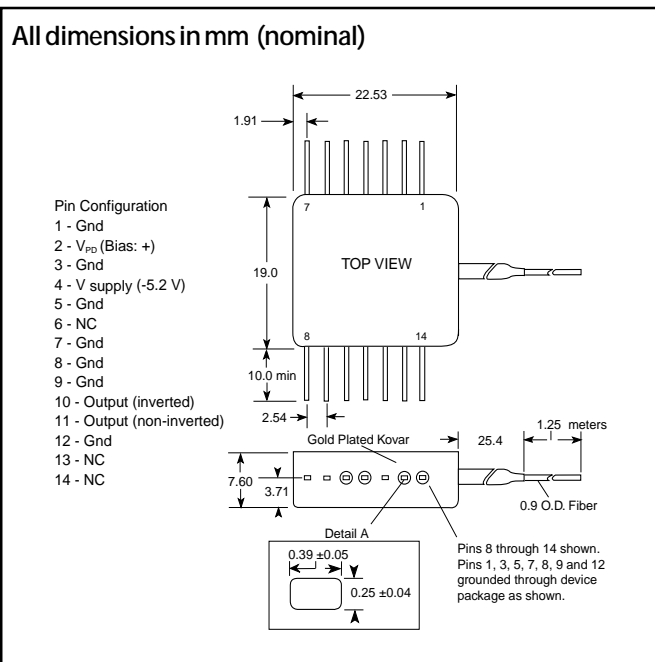 All dimensions in mm (nominal)
22.53
1.91
7
1
Pin Configuration
1 - Gnd
2 - VPD (Bias: +)
3 - Gnd
4 - V supply (-5.2 V)
5 - Gnd
6 - NC
7 - Gnd
8 - Gnd
9 - Gnd
10 - Output (inverted)
11 - Output (non-inverted)
12 - Gnd
13 - NC
14 - NC
19.0
TOP VIEW
8
14
10.0 min
2.54
Gold Plated Kovar
25.4
1.25 meters
7.60
3.71
0.9 O.D. Fiber
Detail A
0.39 ±0.05
0.25 ±0.04
Pins 8 through 14 shown.
Pins 1, 3, 5, 7, 8, 9 and 12
grounded through device
package as shown.